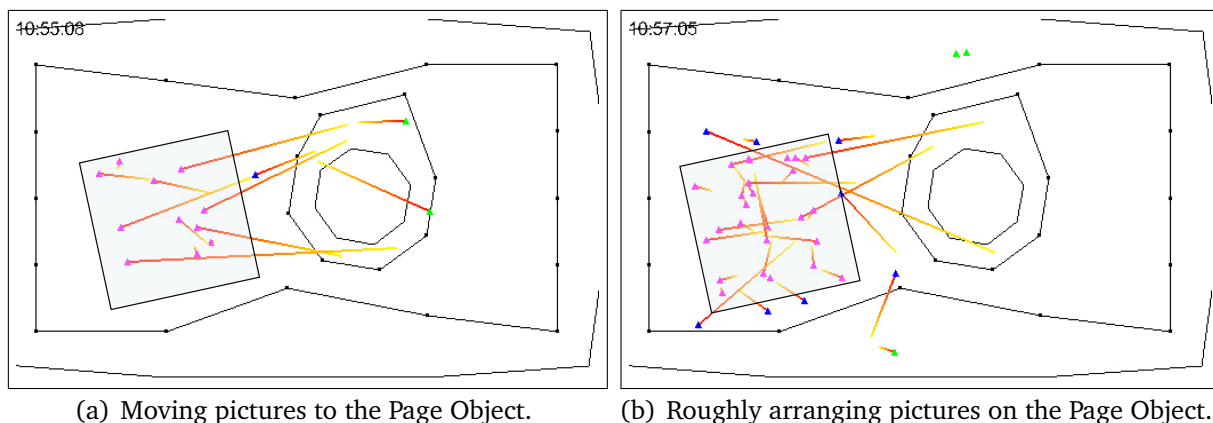 10:55:08
10:57:05
(a) Moving pictures to the Page Object.
(b) Roughly arranging pictures on the Page Object.